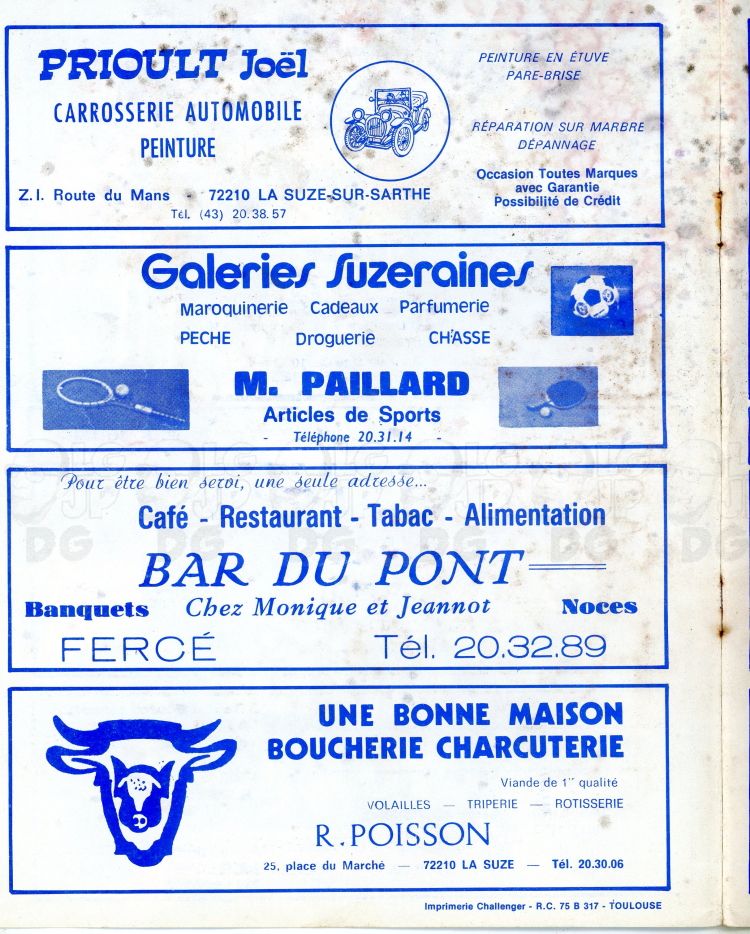 PRIOULT Joël
CARROSSERIE AUTOMOBILE
PEINTURE
PEINTURE EN ÉTUVE
PARE-BRISE
RÉPARATION SUR MARBRE
DÉPANNAGE
Occasion Toutes Marques
avec Garantie
Possibilité de Crédit
Z.I. Route du Mans - 72210 LA SUZE-SUR-SARTHE
Tél. (43) 20.38.57
Galeries Suzeraines
Maroquinerie Cadeaux Parfumerie
PECHE Droguerie CHASSE
M. PAILLARD
Articles de Sports
- Téléphone 20.31.14 -
Pour être bien servi, une seule adresse...
Café - Restaurant - Tabac - Alimentation
BAR DU PONT
Banquets Chez Monique et Jeannot Noces
FERCÉ Tél. 20.32.89
UNE BONNE MAISON
BOUCHERIE CHARCUTERIE
Viande de 1re qualité
VOLAILLES — TRIPERIE — ROTISSERIE
R. POISSON
25, place du Marché — 72210 LA SUZE — Tél. 20.30.06
Imprimerie Challenger - R.C. 75 B 317 - TOULOUSE